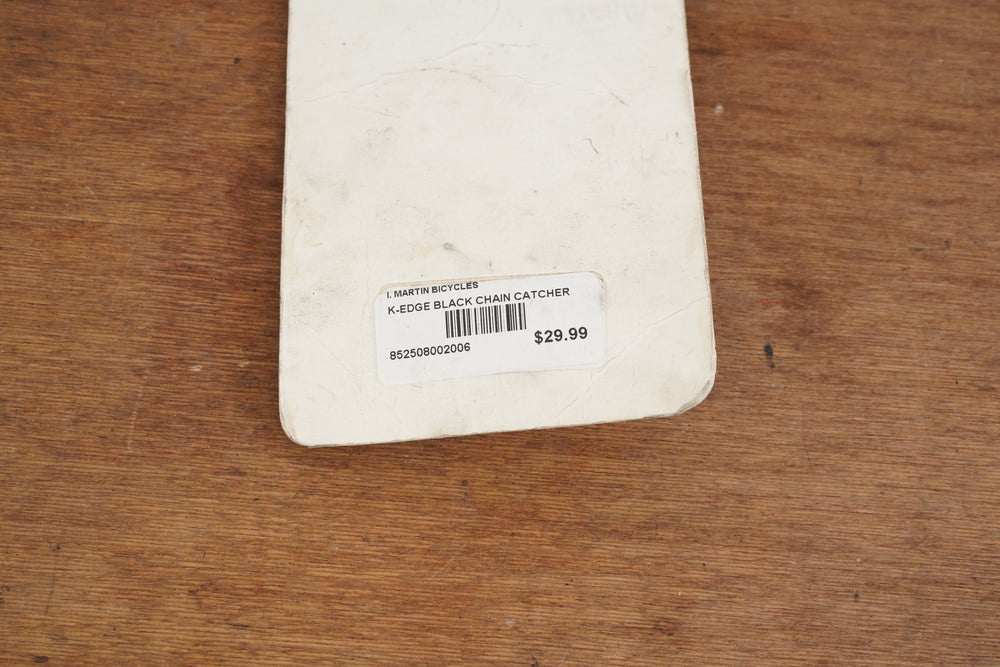 I. MARTIN BICYCLES
K-EDGE BLACK CHAIN CATCHER
$29.99
852508002006